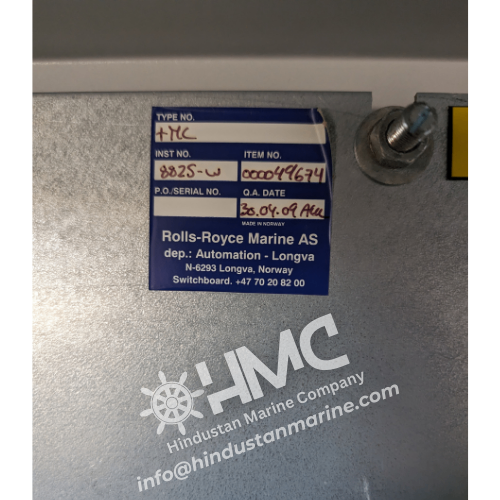 TYPE NO.
+MC
INST NO. ITEM NO.
8825-W 000049674
P.O./SERIAL NO. Q.A. DATE
30.04.09
MADE IN NORWAY
Rolls-Royce Marine AS
dep.: Automation - Longva
N-6293 Longva, Norway
Switchboard. +47 70 20 82 00
HMC
Hindustan Marine Company
info@hindustanmarine.com